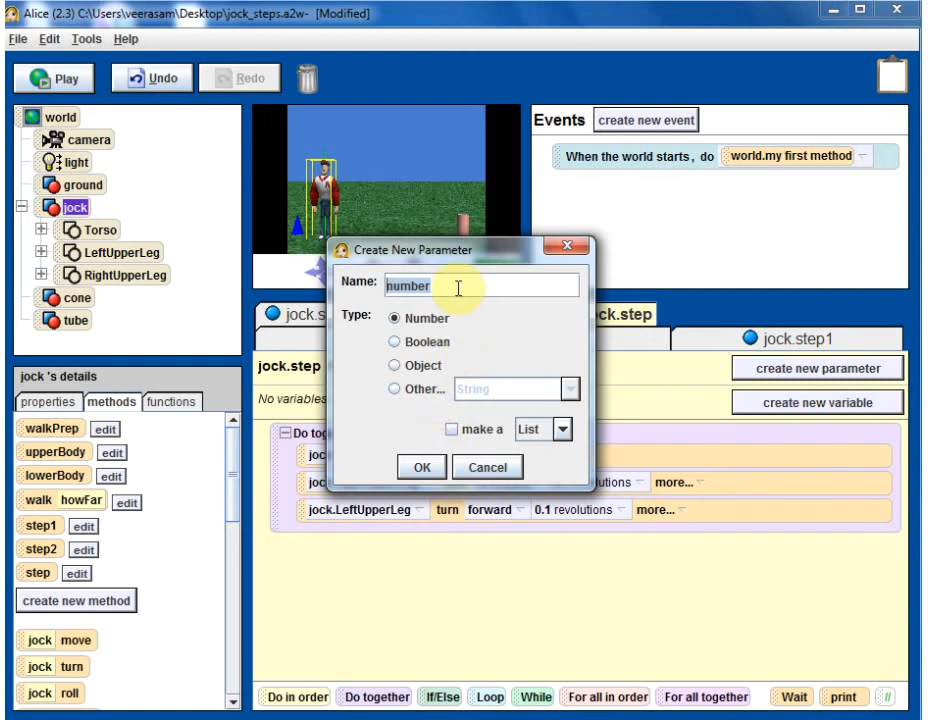 Alice (2.3) C:\Users\veerasam\Desktop\jock_steps.a2w- [Modified]
File Edit Tools Help
Play Undo Redo
world
camera
light
ground
jock
Torso
LeftUpperLeg
RightUpperLeg
cone
tube
Events create new event
When the world starts, do world.my first method
Create New Parameter
Name: number
Type: Number
Boolean
Object
Other... String
make a List
OK Cancel
jock.step1
jock.step
create new parameter
No variables
create new variable
Do tog
revolutions more...
jock.LeftUpperLeg turn forward 0.1 revolutions more...
jock 's details
properties methods functions
walkPrep edit
upperBody edit
lowerBody edit
walk howFar edit
step1 edit
step2 edit
step edit
create new method
jock move
jock turn
jock roll
Do in order Do together If/Else Loop While For all in order For all together Wait print //